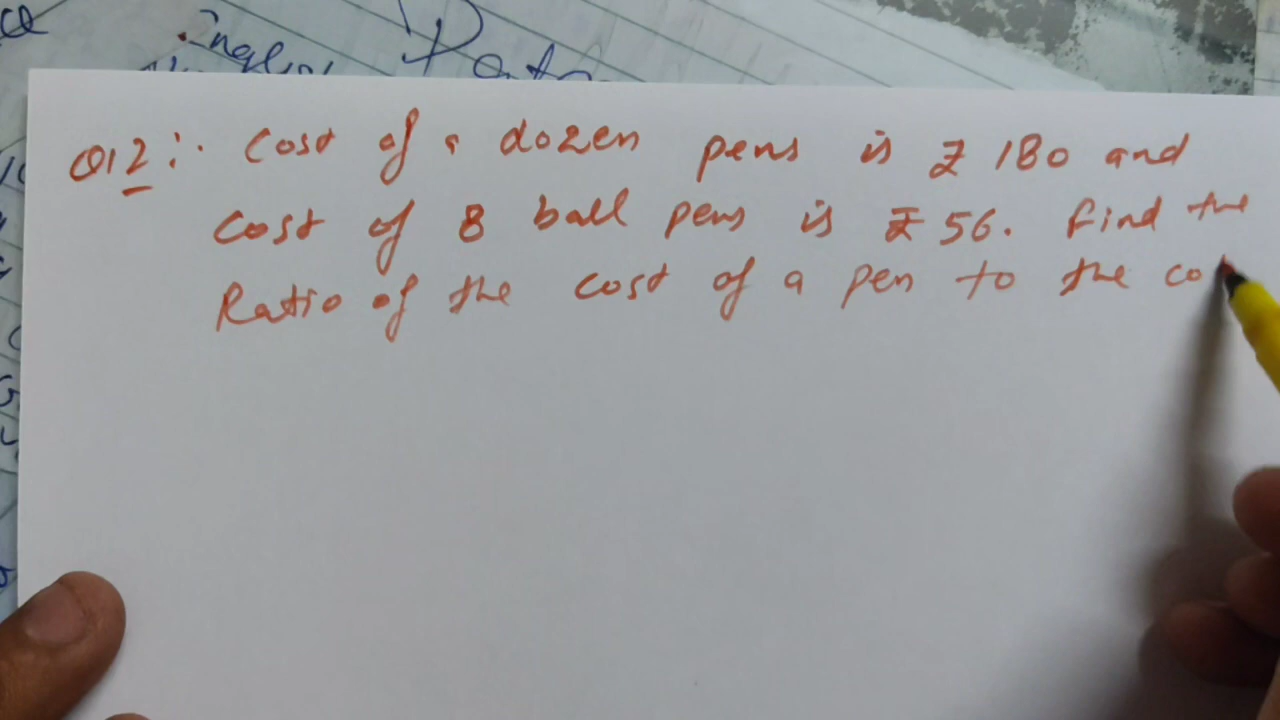 Inglis
Q12:. Cost of a dozen pens is ₹ 180 and
Cost of 8 ball pens is ₹ 56. Find the
Ratio of the cost of a pen to the co